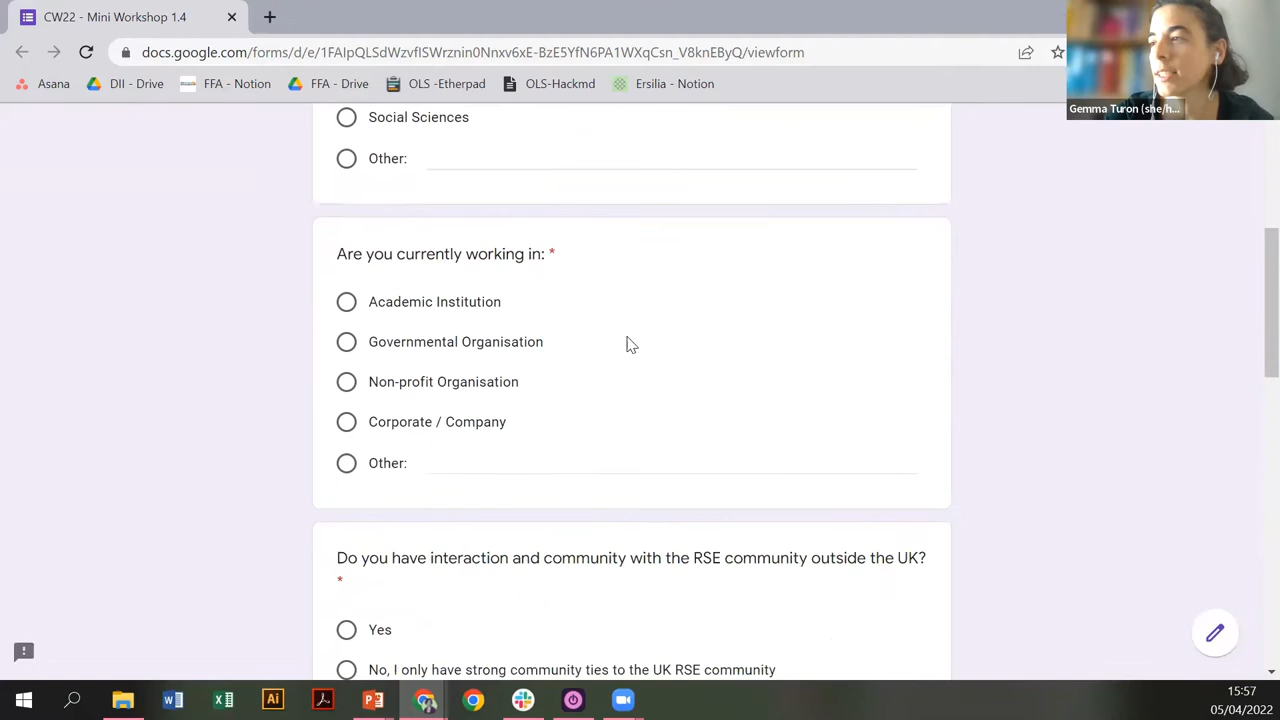 CW22 - Mini Workshop 1.4
docs.google.com/forms/d/e/1FAIpQLSdWzvfISWrznIm0Nnxv6xE-BzE5YfN6PA1WXqCsn_V8knEByQ/viewform
Asana DII - Drive FFA - Notion FFA - Drive OLS -Etherpad OLS-Hackmd Ersilia - Notion
Gemma Turon (she/h...
Social Sciences
Other:
Are you currently working in: *
Academic Institution
Governmental Organisation
Non-profit Organisation
Corporate / Company
Other:
Do you have interaction and community with the RSE community outside the UK?
*
Yes
No, I only have strong community ties to the UK RSE community
15:57
05/04/2022